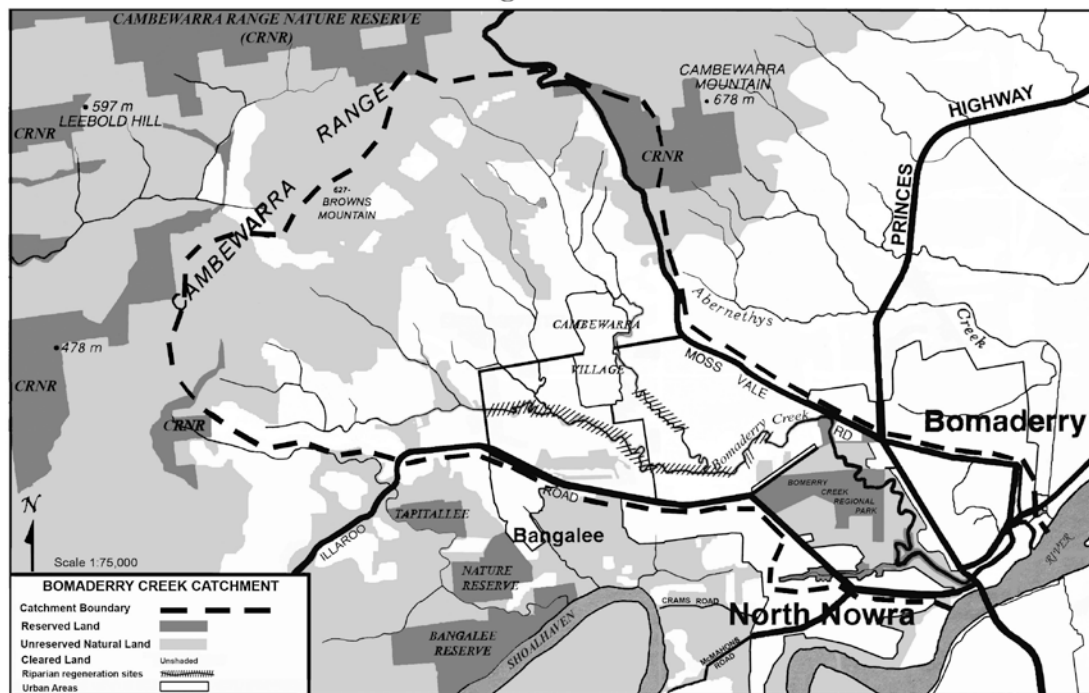 CAMBEWARRA RANGE NATURE RESERVE
(CRNR)
597 m
LEEBOLD HILL
CRNR
RANGE
CAMBEWARRA
MOUNTAIN
678 m
HIGHWAY
CRNR
627-
BROWNS
MOUNTAIN
CAMBEWARRA
PRINCES
Abernethys
Creek
CAMBEWARRA
VILLAGE
478 m
CRNR
MOSS
VALE
RD
Bomaderry
CRNR
Bomaderry Creek
BOMERRY
CREEK
REGIONAL
PARK
ROAD
ILLAROO
TAPITALLEE
Bangalee
NATURE
RESERVE
RIVER
N
Scale 1:75,000
CRAMS ROAD
North Nowra
BANGALEE
RESERVE
SHOALHAVEN
McMAHONS
ROAD
BOMADERRY CREEK CATCHMENT
Catchment Boundary
Reserved Land
Unreserved Natural Land
Cleared Land Unshaded
Riparian regeneration sites
Urban Areas